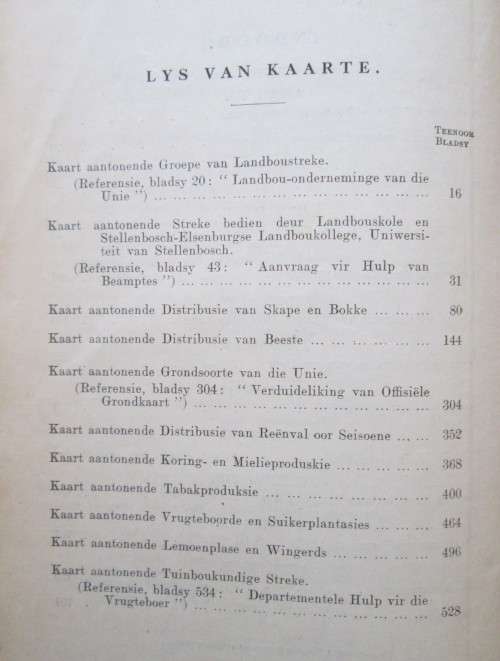 LYS VAN KAARTE.
TEENOOR
BLADSY
Kaart aantonende Groepe van Landboustreke.
(Referensie, bladsy 20: “ Landbou-onderneminge van die
Unie ”) ... ... ... ... ... ... ... ... ... ... ... ... 16
Kaart aantonende Streke bedien deur Landbouskole en
Stellenbosch-Elsenburgse Landboukollege, Uniwersi-
teit van Stellenbosch.
(Referensie, bladsy 43: “ Aanvraag vir Hulp van
Beamptes ”) ... ... ... ... ... ... ... ... ... ... 31
Kaart aantonende Distribusie van Skape en Bokke ... ... ... 80
Kaart aantonende Distribusie van Beeste ... ... ... ... ... 144
Kaart aantonende Grondsoorte van die Unie.
(Referensie, bladsy 304: “ Verduideliking van Offisiële
Grondkaart ”) ... ... ... ... ... ... ... ... ... ... 304
Kaart aantonende Distribusie van Reënval oor Seisoene ... ... 352
Kaart aantonende Koring- en Mielieproduskie ... ... ... ... 368
Kaart aantonende Tabakproduksie ... ... ... ... ... ... ... 400
Kaart aantonende Vrugteboorde en Suikerplantasies ... ... ... 464
Kaart aantonende Lemoenplase en Wingerds ... ... ... ... ... 496
Kaart aantonende Tuinboukundige Streke.
(Referensie, bladsy 534: “ Departementele Hulp vir die
Vrugteboer ”) ... ... ... ... ... ... ... ... ... ... 528